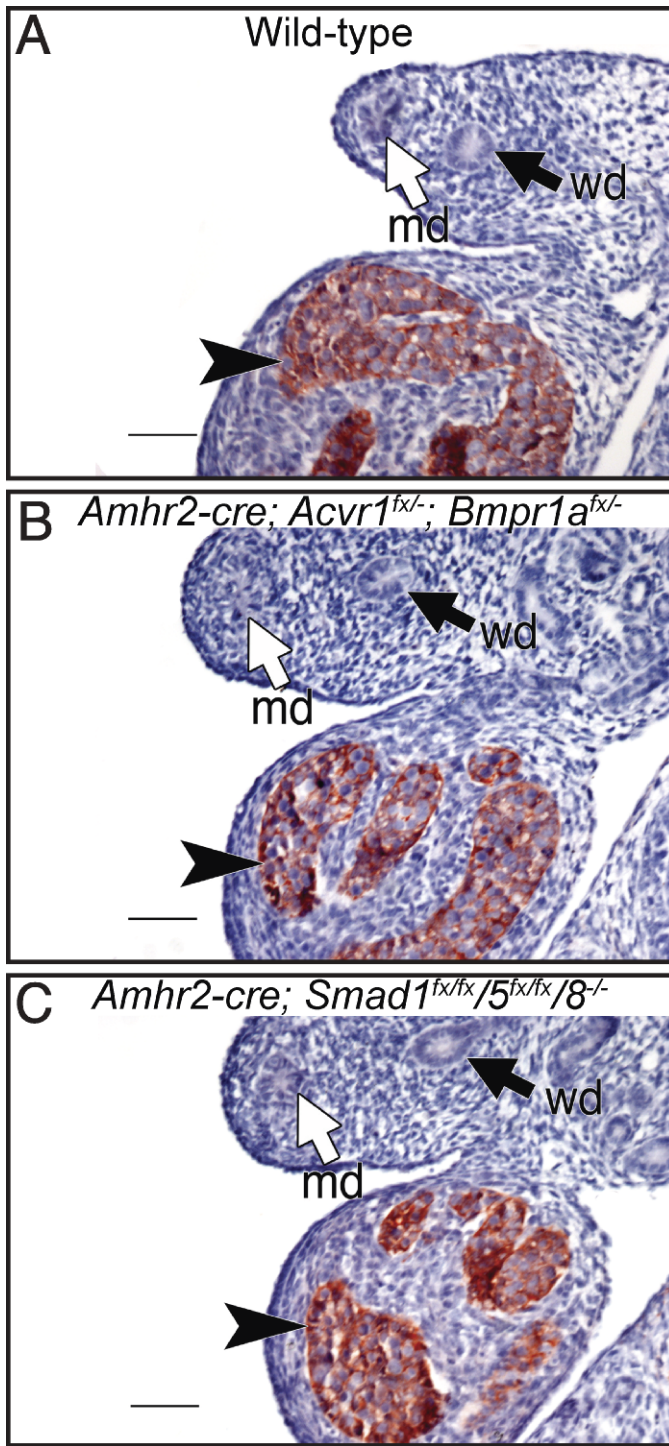 A Wild-type
wd
md
B Amhr2-cre; Acvr1fx/-; Bmpr1afx/-
wd
md
C Amhr2-cre; Smad1fx/fx/5fx/fx/8-/-
wd
md